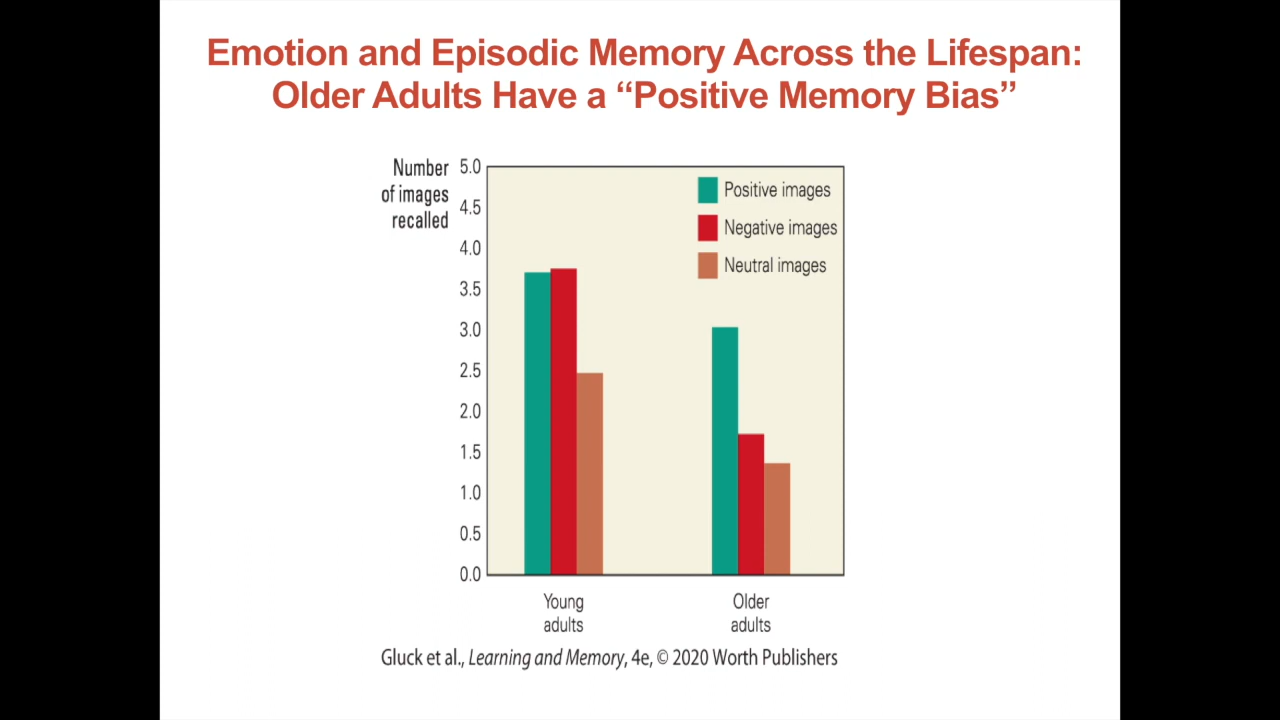 Emotion and Episodic Memory Across the Lifespan:
Older Adults Have a “Positive Memory Bias”
Number
of images
recalled
5.0
4.5
4.0
3.5
3.0
2.5
2.0
1.5
1.0
0.5
0.0
Positive images
Negative images
Neutral images
Young
adults
Older
adults
Gluck et al., Learning and Memory, 4e, © 2020 Worth Publishers